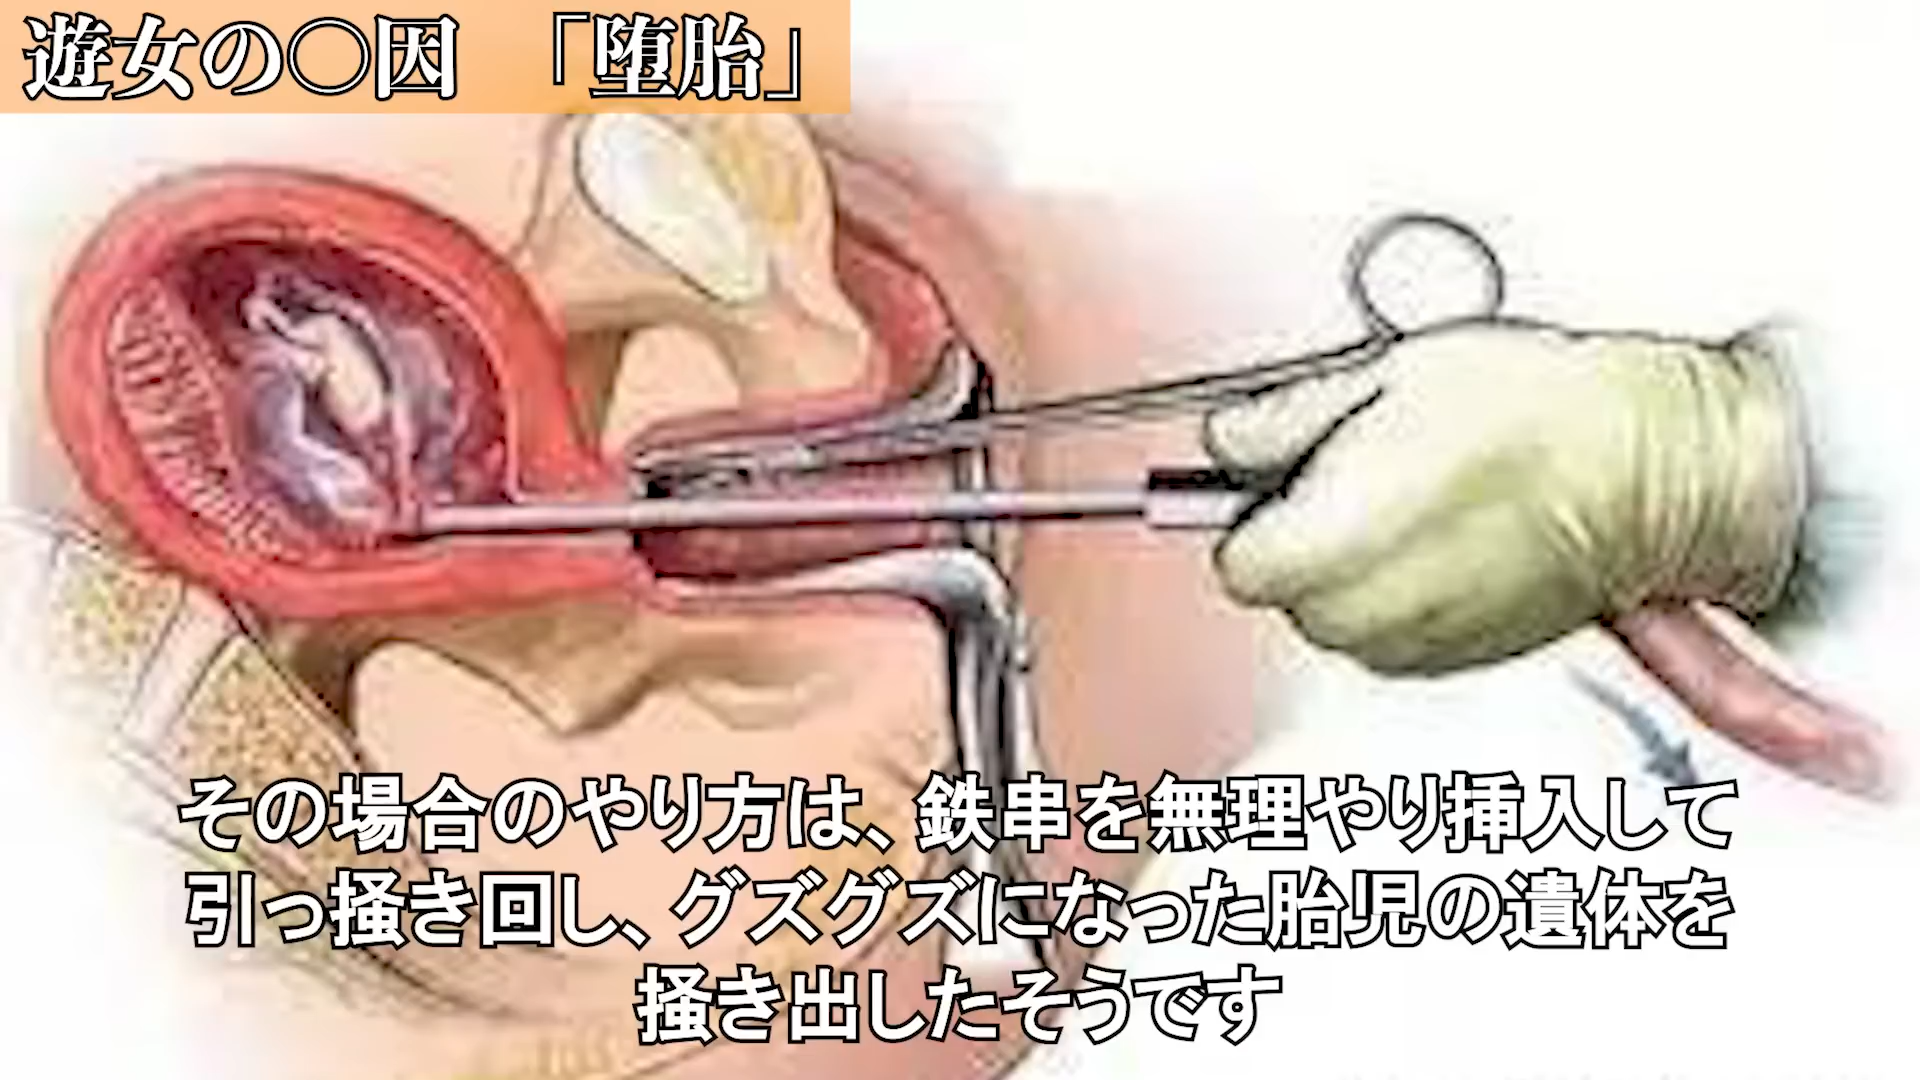 遊女の〇因 「堕胎」
その場合のやり方は、鉄串を無理やり挿入して
引っ掻き回し、グズグズになった胎児の遺体を
掻き出したそうです